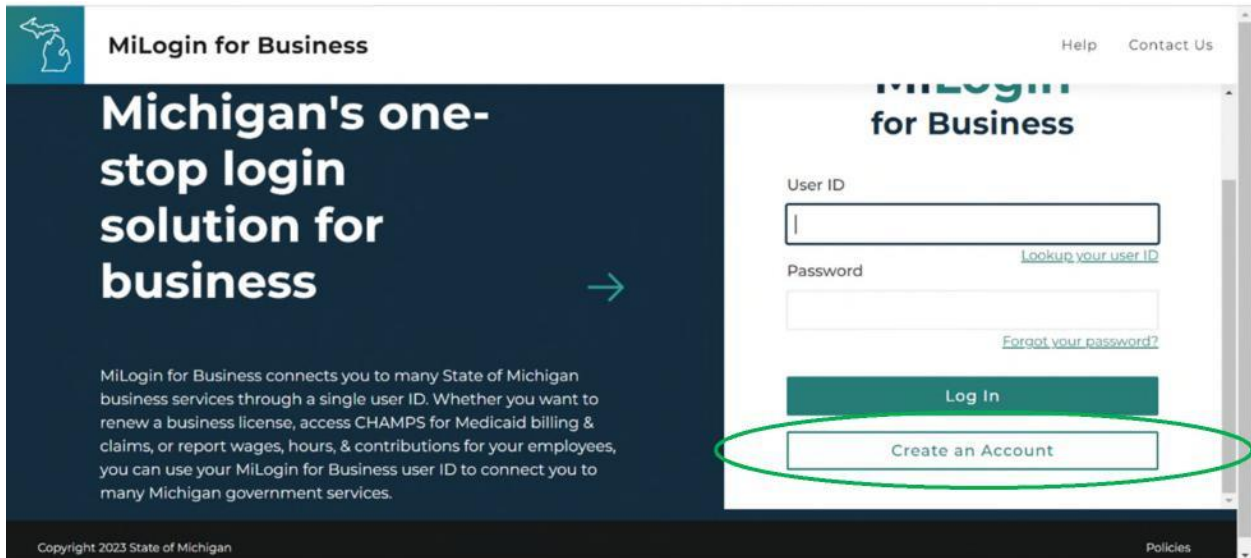 MiLogin for Business
Help
Contact Us
Michigan's one-
stop login
solution for
business
MiLogin for Business connects you to many State of Michigan
business services through a single user ID. Whether you want to
renew a business license, access CHAMPS for Medicaid billing &
claims, or report wages, hours, & contributions for your employees,
you can use your MiLogin for Business user ID to connect you to
many Michigan government services.
MiLogin
for Business
User ID
Lookup your user ID
Password
Forgot your password?
Log In
Create an Account
Copyright 2023 State of Michigan
Policies